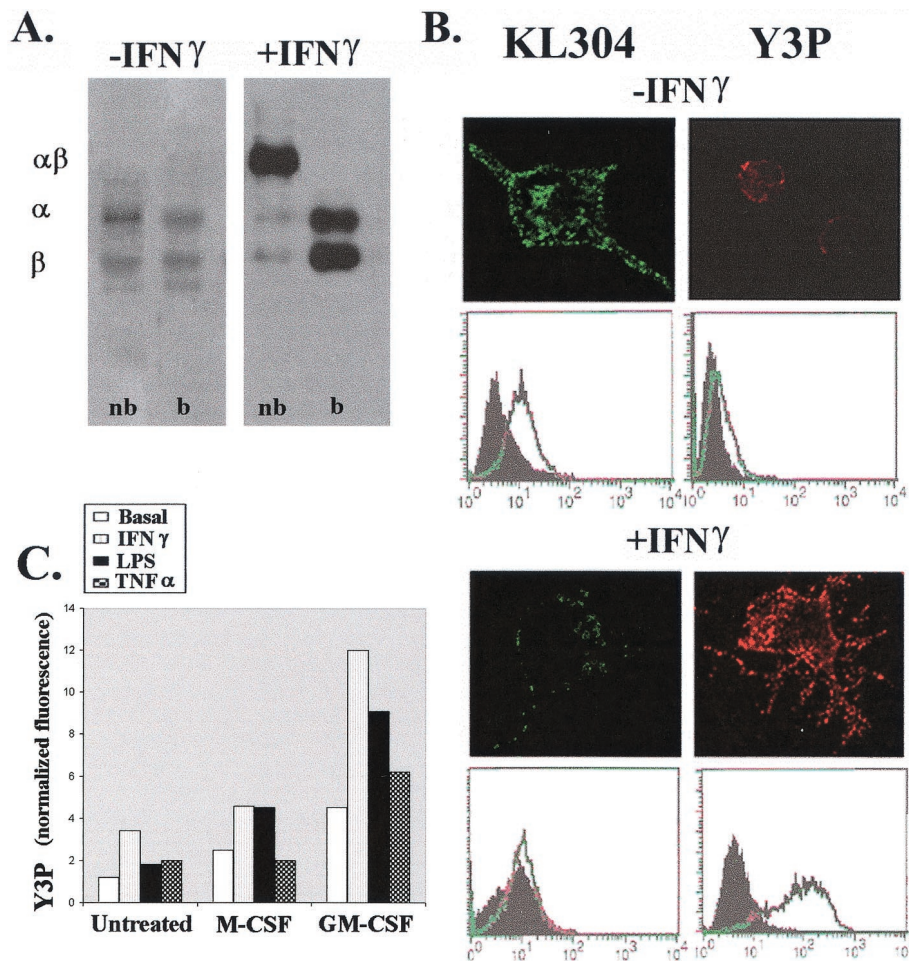 A.
-IFNγ +IFNγ
αβ
α
β
nb b nb b
B.
KL304 Y3P
-IFNγ
10⁰ 10¹ 10² 10³ 10⁴
10⁰ 10¹ 10² 10³ 10⁴
+IFNγ
10⁰ 10¹ 10² 10³ 10⁴
10⁰ 10¹ 10² 10³ 10
C.
Basal
IFNγ
LPS
TNFα
Y3P (normalized fluorescence)
14
12
10
8
6
4
2
0
Untreated M-CSF GM-CSF